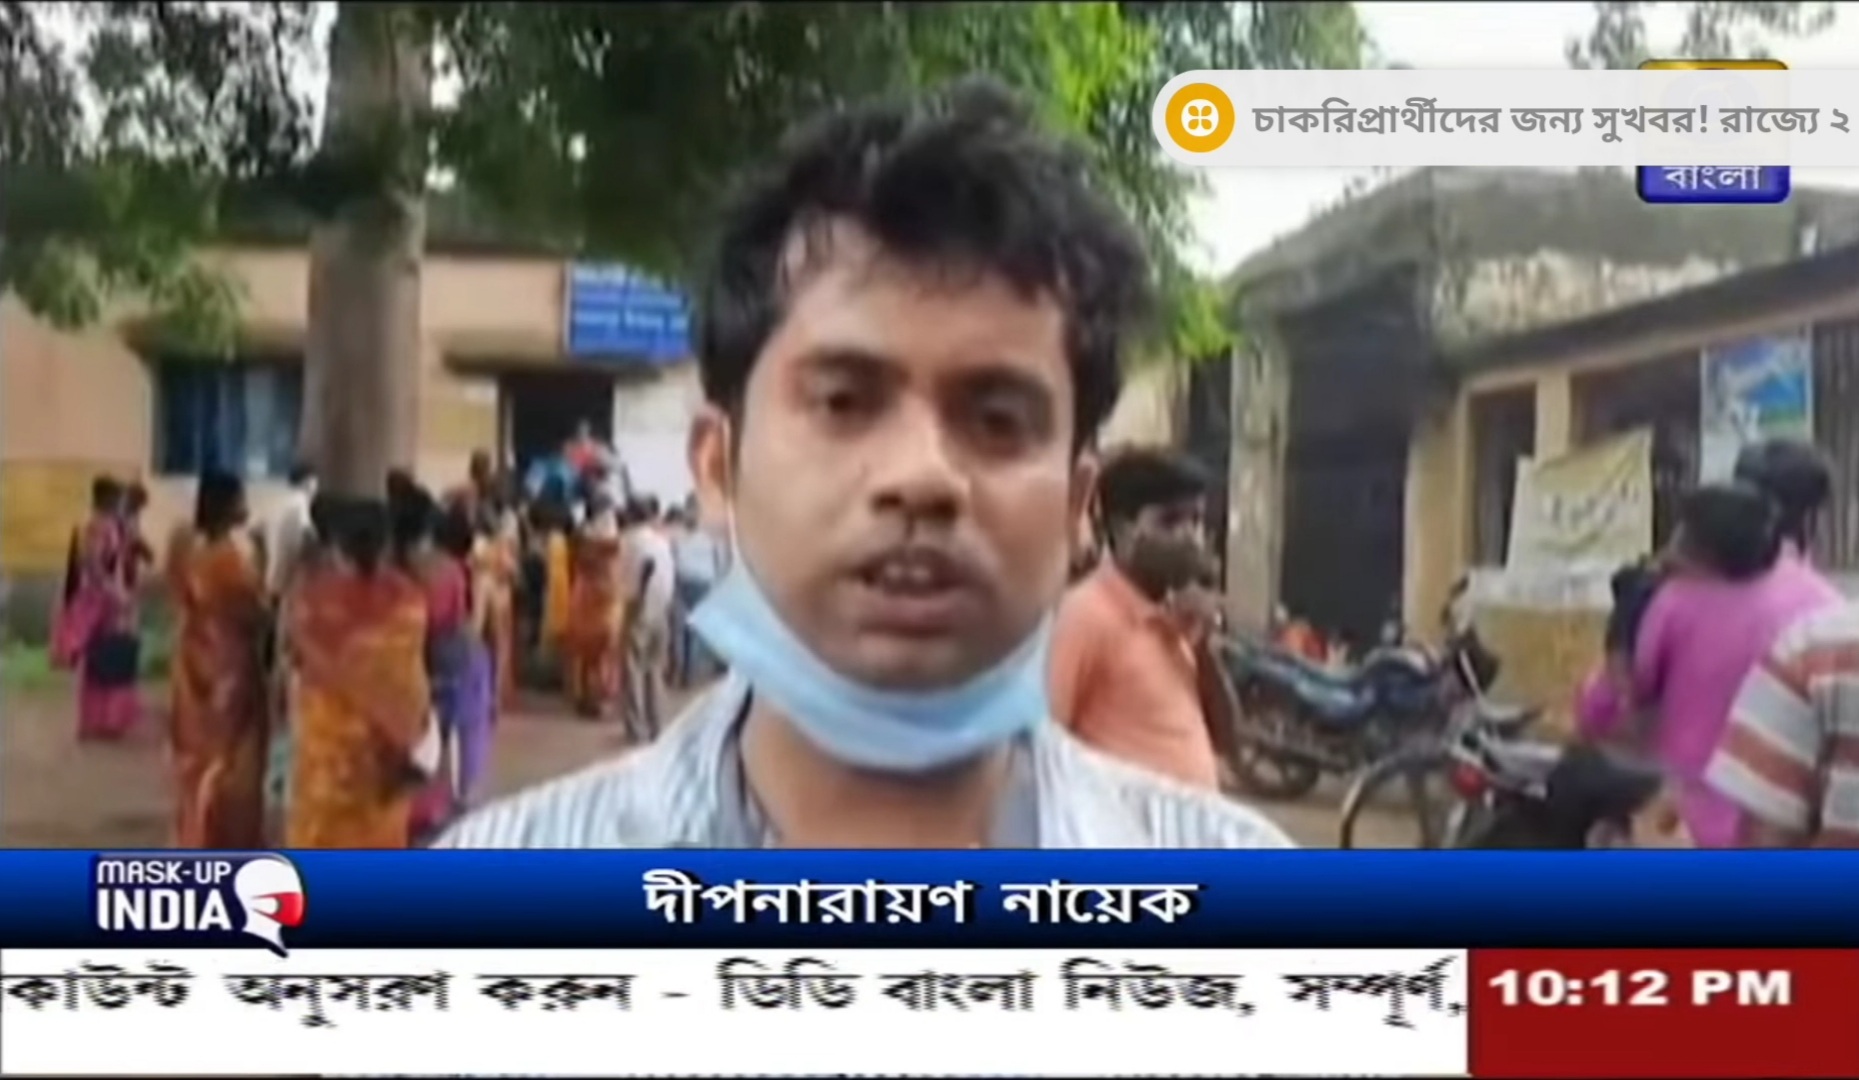 চাকরিপ্রার্থীদের জন্য সুখবর! রাজ্যে ২
বাংলা
MASK-UP
INDIA
দীপনারায়ণ নায়েক
কাউন্ট অনুসরণ করুন - ডিডি বাংলা নিউজ, সম্পূর্ণ,
10:12 PM